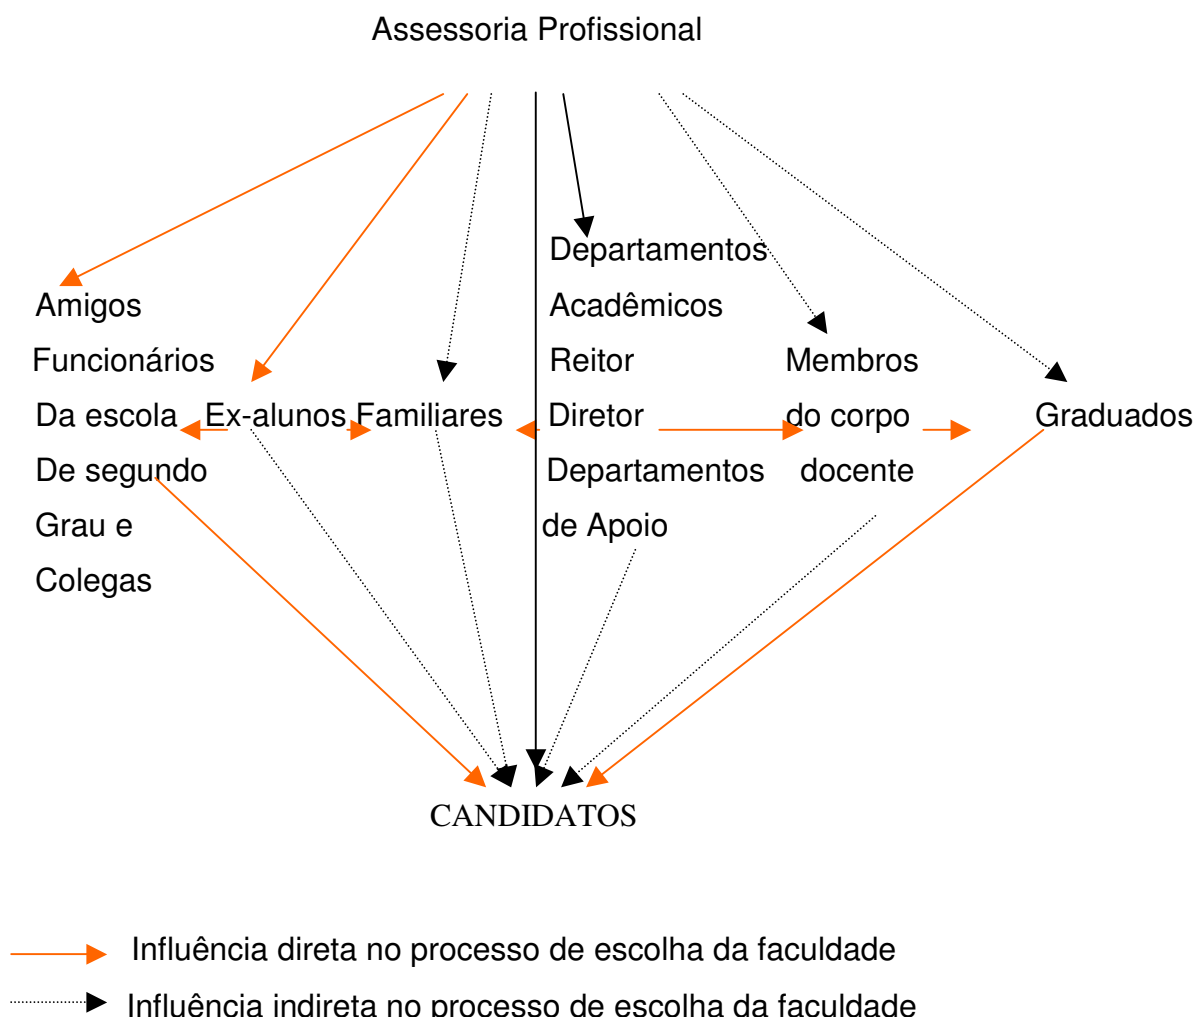 Assessoria Profissional
Amigos
Funcionários
Da escola
De segundo
Grau e
Colegas
Ex-alunos
Familiares
Departamentos
Acadêmicos
Reitor
Diretor
Departamentos
de Apoio
Membros
do corpo
docente
Graduados
CANDIDATOS
Influência direta no processo de escolha da faculdade
Influência indireta no processo de escolha da faculdade